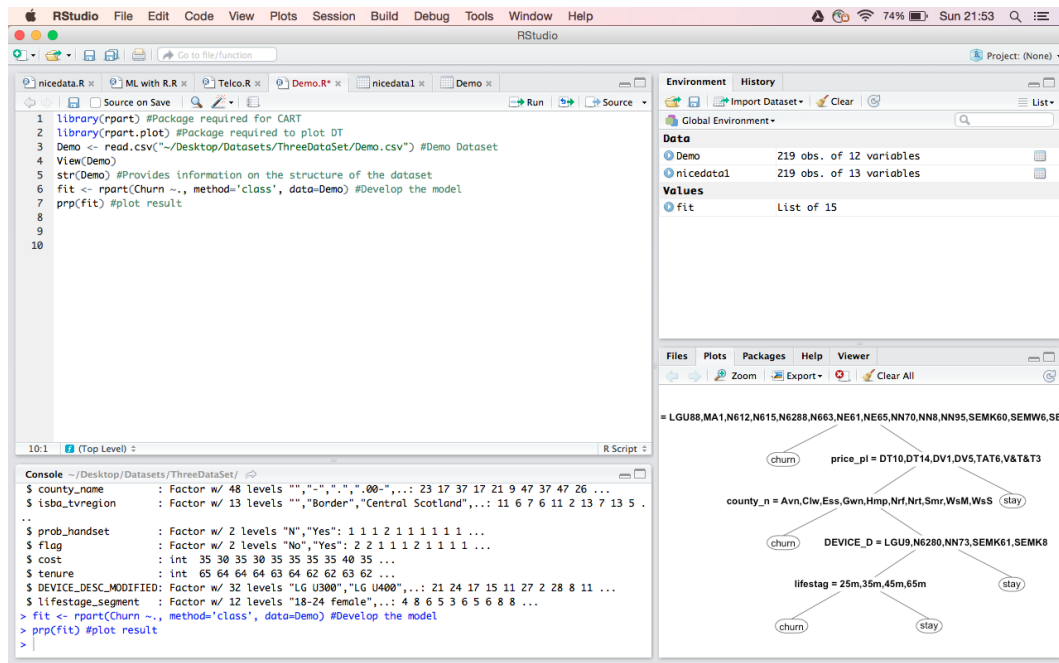 RStudio File Edit Code View Plots Session Build Debug Tools Window Help 74% Sun 21:53
RStudio
Go to file/function Project: (None)
nicedata.R × ML with R.R × Telco.R × Demo.R* × nicedata1 × Demo ×
Source on Save Run Source
1 library(rpart) #Package required for CART
2 library(rpart.plot) #Package required to plot DT
3 Demo <- read.csv("~/Desktop/Datasets/ThreeDataSet/Demo.csv") #Demo Dataset
4 View(Demo)
5 str(Demo) #Provides information on the structure of the dataset
6 fit <- rpart(Churn ~., method='class', data=Demo) #Develop the model
7 prp(fit) #plot result
8
9
10
10:1 (Top Level) R Script
Console ~/Desktop/Datasets/ThreeDataSet/
$ county_name : Factor w/ 48 levels "","-",".",".00-",..: 23 17 37 17 21 9 47 37 47 26 ...
$ isba_tvregion : Factor w/ 13 levels "","Border","Central Scotland",..: 11 6 7 6 11 2 13 7 13 5 .
..
$ prob_handset : Factor w/ 2 levels "N","Yes": 1 1 1 2 1 1 1 1 1 1 ...
$ flag : Factor w/ 2 levels "No","Yes": 2 2 1 1 1 2 1 1 1 1 ...
$ cost : int 35 30 35 30 35 35 35 35 40 35 ...
$ tenure : int 65 64 64 64 63 64 62 62 63 62 ...
$ DEVICE_DESC_MODIFIED: Factor w/ 32 levels "LG U300","LG U400",..: 21 24 17 15 11 27 2 28 8 11 ...
$ lifestage_segment : Factor w/ 12 levels "18-24 female",..: 4 8 6 5 3 6 5 6 8 8 ...
> fit <- rpart(Churn ~., method='class', data=Demo) #Develop the model
> prp(fit) #plot result
>
Environment History
Import Dataset Clear List
Global Environment
Data
Demo 219 obs. of 12 variables
nicedata1 219 obs. of 13 variables
Values
fit List of 15
Files Plots Packages Help Viewer
Zoom Export Clear All
= LGU88,MA1,N612,N615,N6288,N663,NE61,NE65,NN70,NN8,NN95,SEMK60,SEMW6,SE
churn price_pl = DT10,DT14,DV1,DV5,TAT6,V&T&T3
county_n = Avn,Clw,Ess,Gwn,Hmp,Nrf,Nrt,Smr,WsM,WsS stay
churn DEVICE_D = LGU9,N6280,NN73,SEMK61,SEMK8
lifestag = 25m,35m,45m,65m stay
churn stay